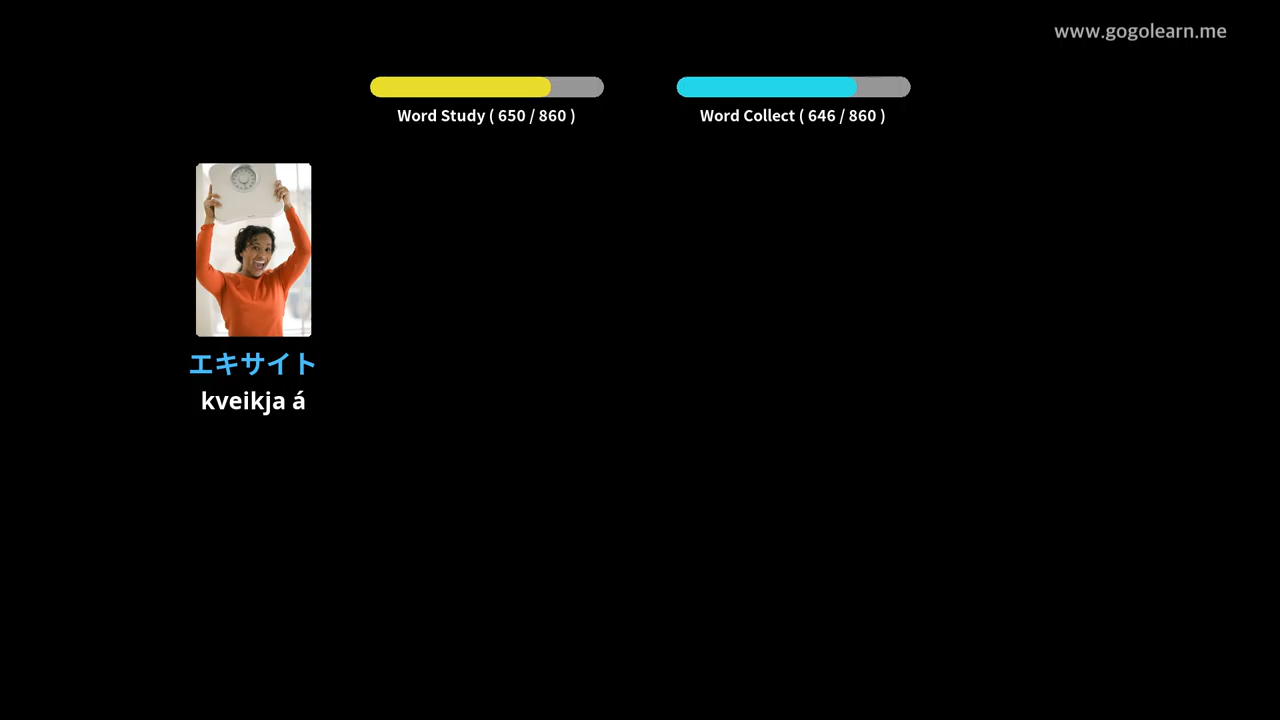 www.gogolearn.me
Word Study ( 650 / 860 )
Word Collect ( 646 / 860 )
エキサイト
kveikja á